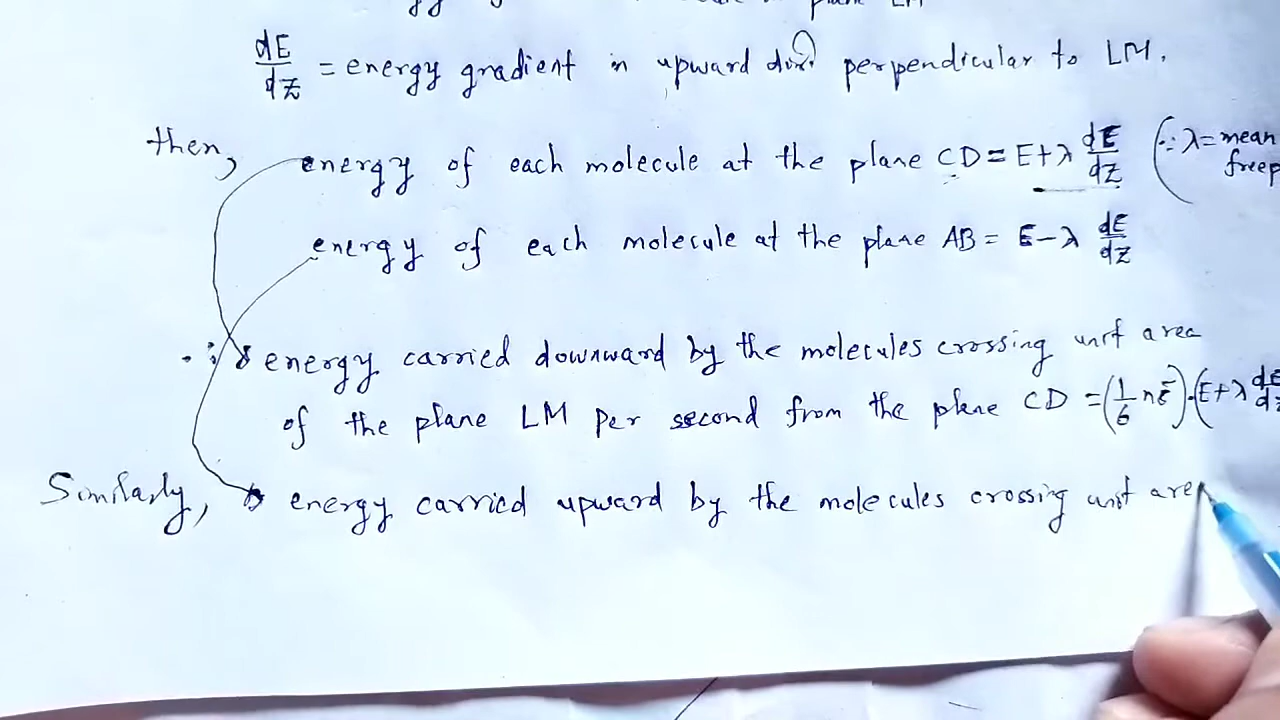 plane LM
dE/dz = energy gradient in upward dirⁿ perpendicular to LM.
then, energy of each molecule at the plane CD = E+λ dE/dz (∵ λ = mean
freep
energy of each molecule at the plane AB = E-λ dE/dz
∴ energy carried downward by the molecules crossing unit area
of the plane LM per second from the plane CD = (1/6 nc̄).(E+λ dE/dz
Similarly, energy carried upward by the molecules crossing unit area